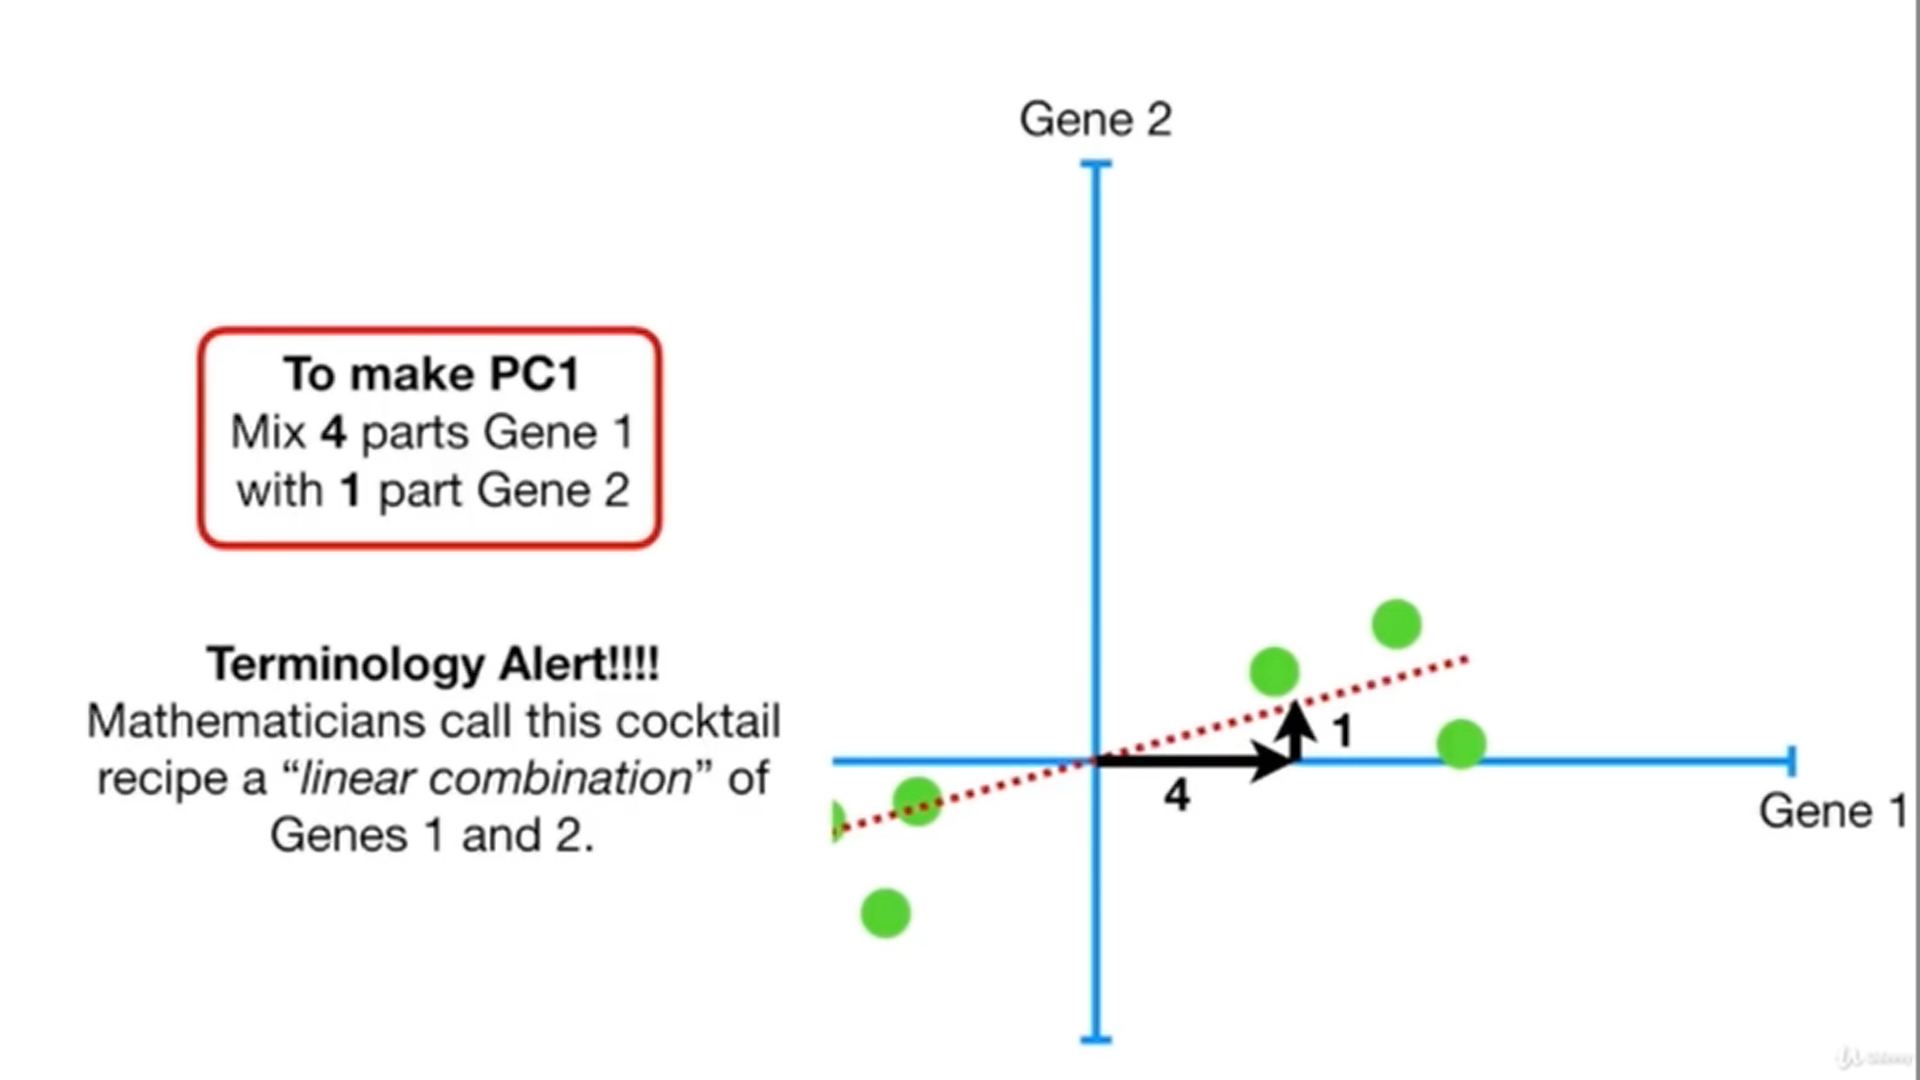 Gene 2
To make PC1
Mix 4 parts Gene 1
with 1 part Gene 2
Terminology Alert!!!!
Mathematicians call this cocktail
recipe a “linear combination” of
Genes 1 and 2.
1
4
Gene 1